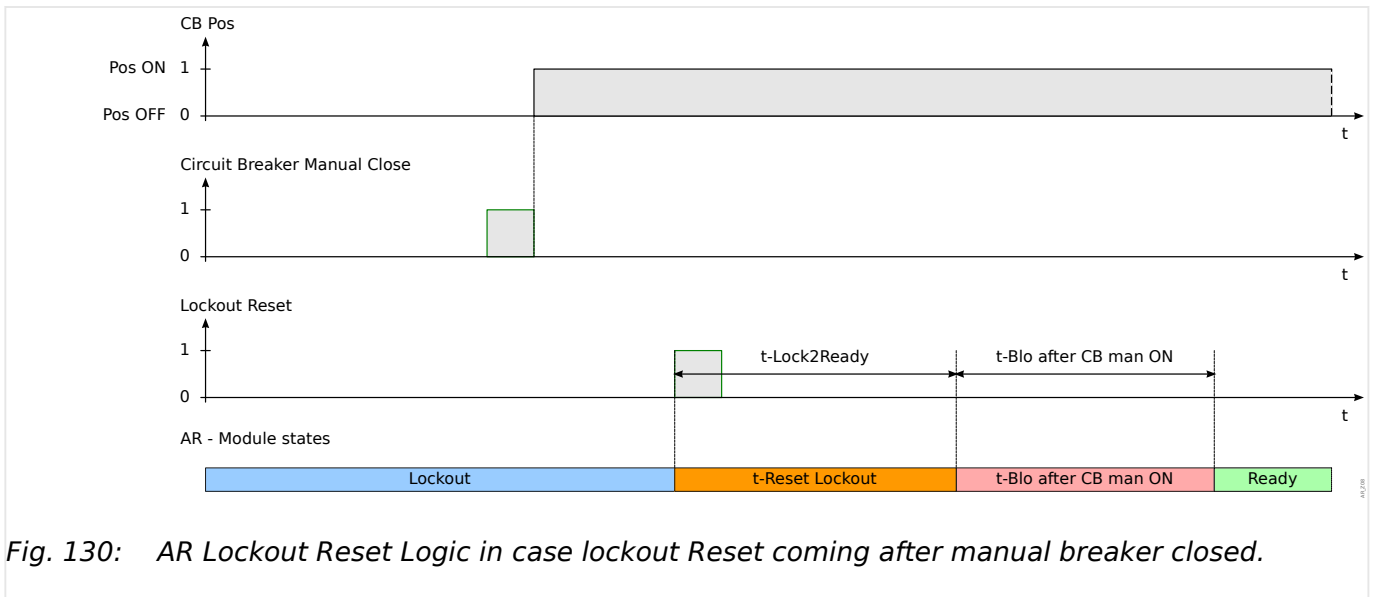 CB Pos
Pos ON 1
Pos OFF 0
t
Circuit Breaker Manual Close
1
0
t
Lockout Reset
1
t-Lock2Ready t-Blo after CB man ON
0
t
AR - Module states
Lockout t-Reset Lockout t-Blo after CB man ON Ready
Fig. 130: AR Lockout Reset Logic in case lockout Reset coming after manual breaker closed.